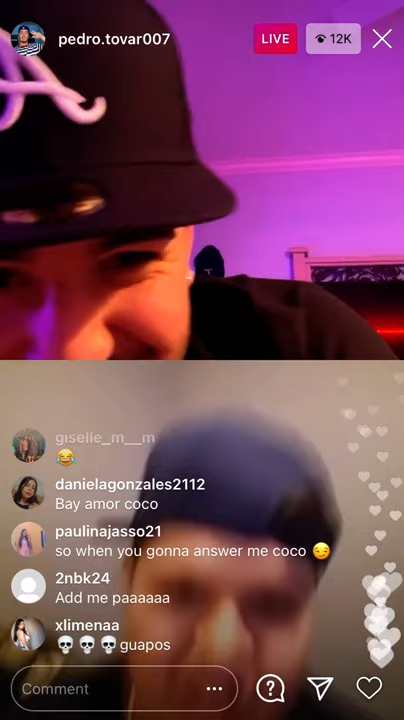 pedro.tovar007
LIVE
12K
giselle_m__m
😂
danielagonzales2112
Bay amor coco
paulinajasso21
so when you gonna answer me coco 😏
2nbk24
Add me paaaaaa
xlimenaa
💀💀💀guapos
Comment